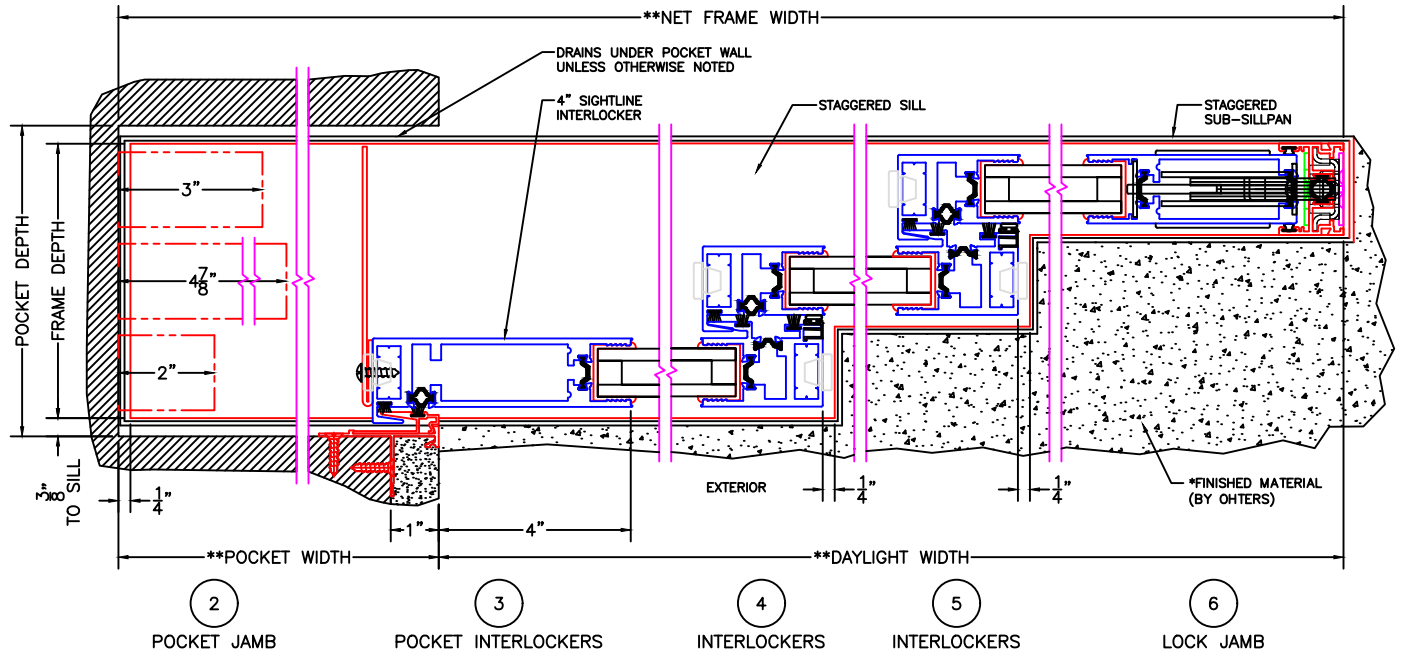 **NET FRAME WIDTH
DRAINS UNDER POCKET WALL
UNLESS OTHERWISE NOTED
4" SIGHTLINE
INTERLOCKER
STAGGERED SILL
STAGGERED
SUB-SILLPAN
POCKET DEPTH
FRAME DEPTH
3"
4 7/8"
2"
3/8"
TO SILL
1/4"
1"
4"
EXTERIOR
1/4"
1/4"
*FINISHED MATERIAL
(BY OHTERS)
**POCKET WIDTH
**DAYLIGHT WIDTH
2
POCKET JAMB
3
POCKET INTERLOCKERS
4
INTERLOCKERS
5
INTERLOCKERS
6
LOCK JAMB